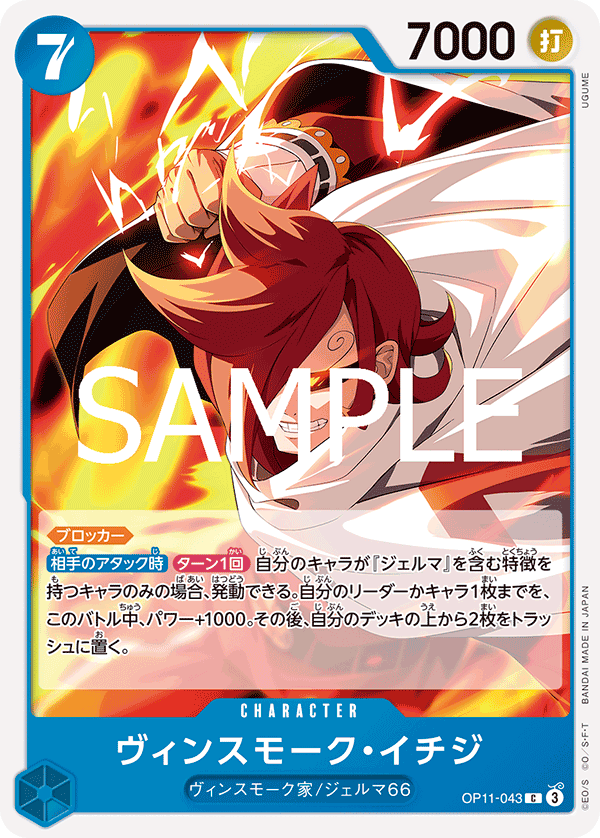 7
7000
打
UGUME
SAMPLE
ブロッカー
相手のアタック時 ターン1回 自分のキャラが『ジェルマ』を含む特徴を
持つキャラのみの場合、発動できる。自分のリーダーかキャラ1枚までを、
このバトル中、パワー+1000。その後、自分のデッキの上から2枚をトラッ
シュに置く。
CHARACTER
ヴィンスモーク・イチジ
ヴィンスモーク家/ジェルマ66
OP11-043 C 3
©E.O/S ©O/S・F・T BANDAI MADE IN JAPAN